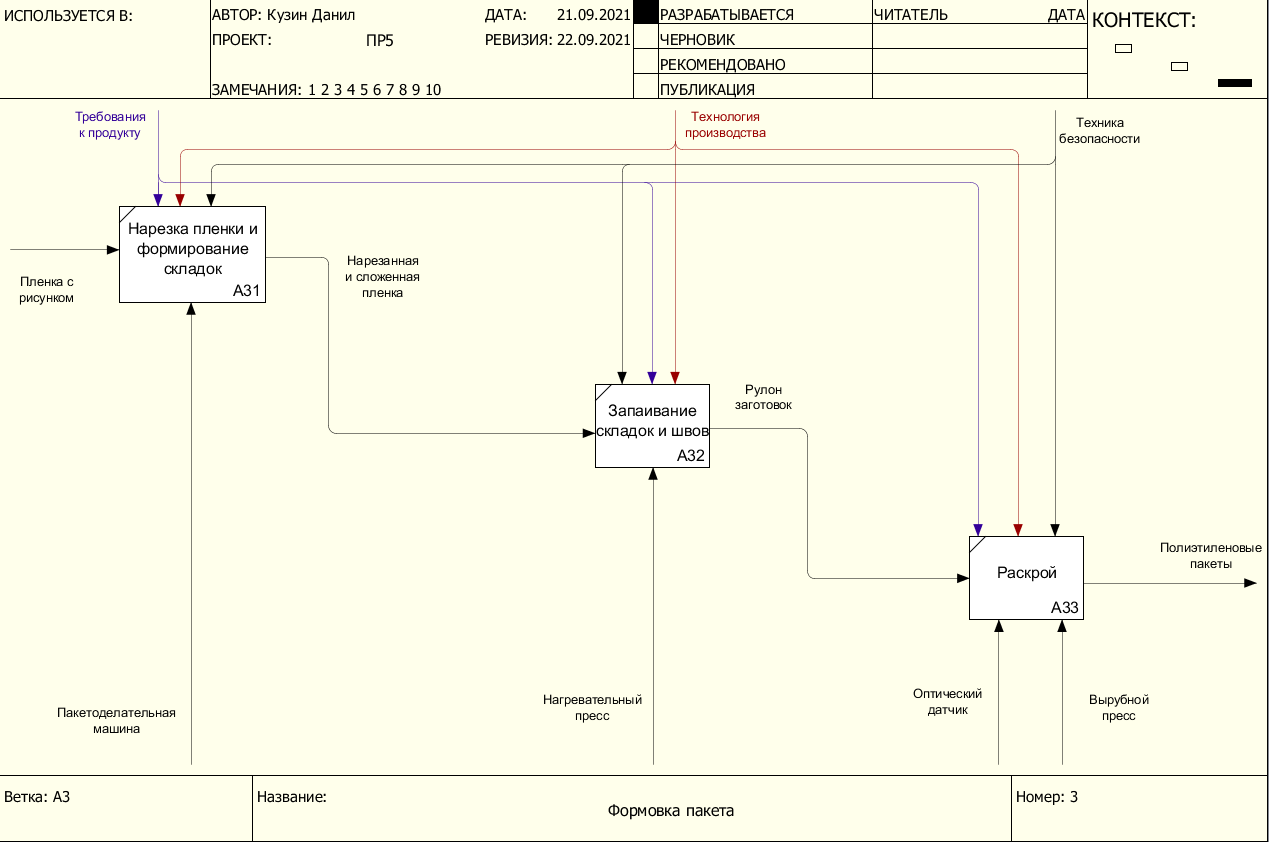 ИСПОЛЬЗУЕТСЯ В:
АВТОР: Кузин Данил
ДАТА: 21.09.2021
ПРОЕКТ: ПР5
РЕВИЗИЯ: 22.09.2021
ЗАМЕЧАНИЯ: 1 2 3 4 5 6 7 8 9 10
РАЗРАБАТЫВАЕТСЯ
ЧЕРНОВИК
РЕКОМЕНДОВАНО
ПУБЛИКАЦИЯ
ЧИТАТЕЛЬ
ДАТА
КОНТЕКСТ:
Требования
к продукту
Технология
производства
Техника
безопасности
Нарезка пленки и
формирование
складок
A31
Пленка с
рисунком
Нарезанная
и сложенная
пленка
Запаивание
складок и швов
A32
Рулон
заготовок
Раскрой
A33
Полиэтиленовые
пакеты
Пакетоделательная
машина
Нагревательный
пресс
Оптический
датчик
Вырубной
пресс
Ветка: A3
Название:
Формовка пакета
Номер: 3